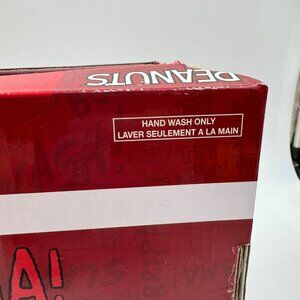 PEANUTS
HAND WASH ONLY
LAVER SEULEMENT A LA MAIN
A!